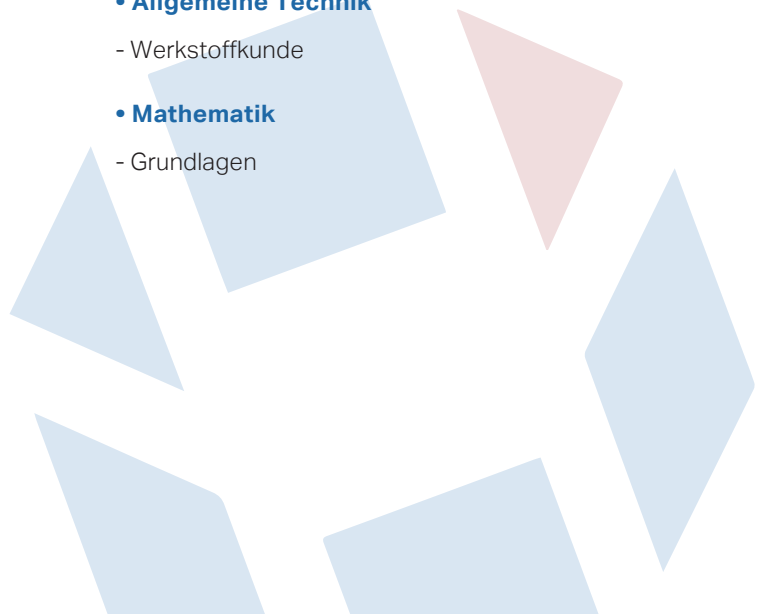 • Allgemeine Technik
- Werkstoffkunde
• Mathematik
- Grundlagen